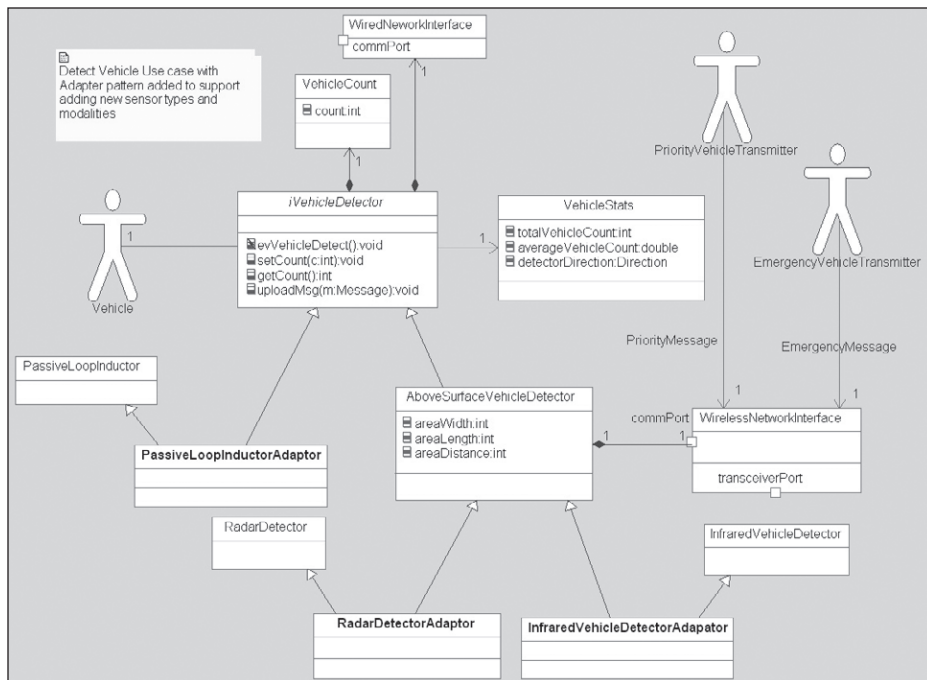 WiredNeworkInterface
commPort
1
Detect Vehicle Use case with
Adapter pattern added to support
adding new sensor types and
modalities
VehicleCount
count:int
1
PriorityVehicleTransmitter
EmergencyVehicleTransmitter
iVehicleDetector
evVehicleDetect():void
setCount(c:int):void
getCount():int
uploadMsg(m:Message):void
1
Vehicle
1
VehicleStats
totalVehicleCount:int
averageVehicleCount:double
detectorDirection:Direction
PriorityMessage
EmergencyMessage
1
1
PassiveLoopInductor
PassiveLoopInductorAdaptor
AboveSurfaceVehicleDetector
areaWidth:int
areaLength:int
areaDistance:int
1
1
commPort
WirelessNetworkInterface
transceiverPort
RadarDetector
InfraredVehicleDetector
RadarDetectorAdaptor
InfraredVehicleDetectorAdapator